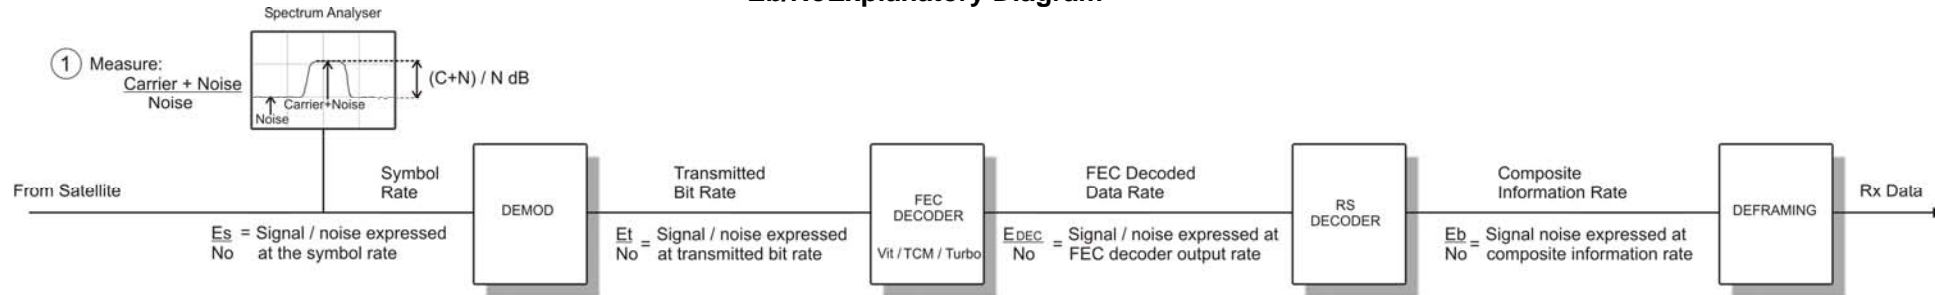 Eb/NoExplanatory Diagram
Spectrum Analyser
1 Measure:
Carrier + Noise
Noise
(C+N) / N dB
Carrier+Noise
Noise
From Satellite
Symbol
Rate
Es = Signal / noise expressed
No at the symbol rate
DEMOD
Transmitted
Bit Rate
Et = Signal / noise expressed
No at transmitted bit rate
FEC
DECODER
Vit / TCM / Turbo
FEC Decoded
Data Rate
EDEC = Signal / noise expressed at
No FEC decoder output rate
RS
DECODER
Composite
Information Rate
Eb = Signal noise expressed at
No composite information rate
DEFRAMING
Rx Data